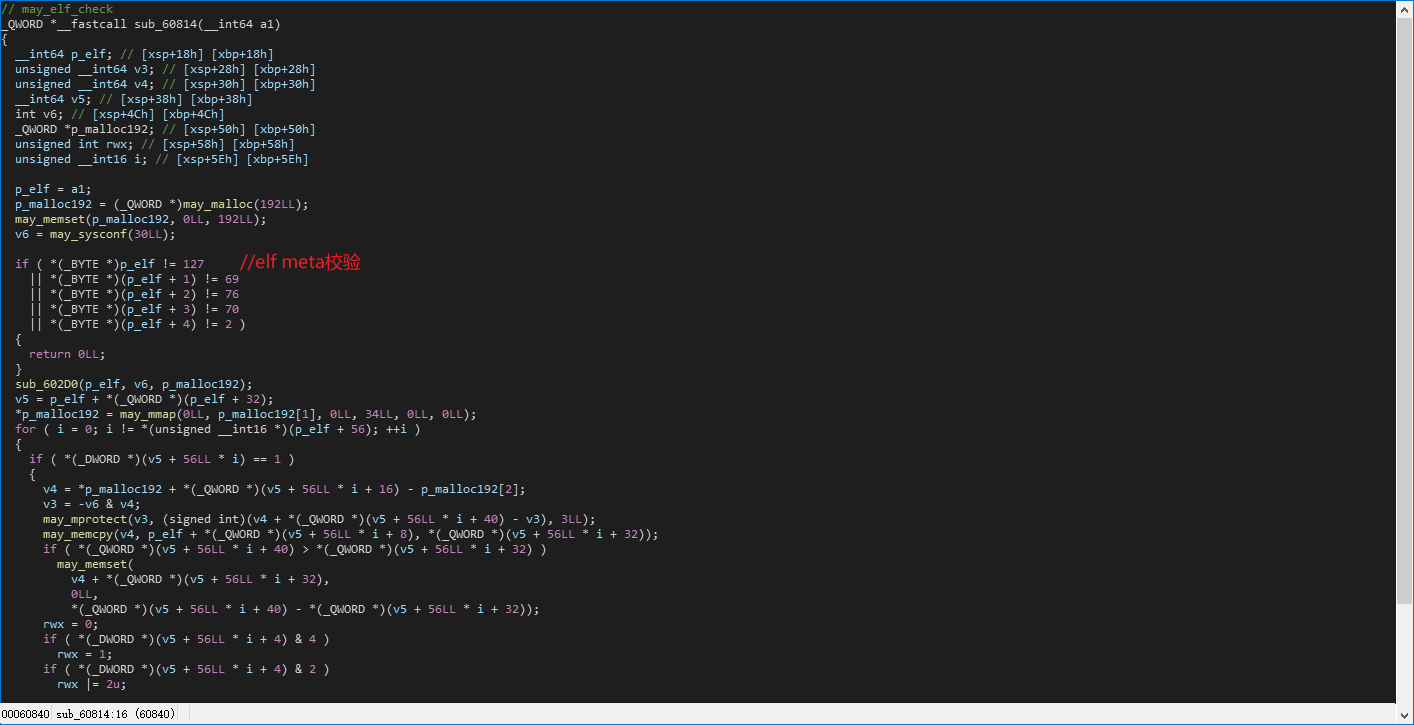 // may_elf_check
_QWORD *__fastcall sub_60814(__int64 a1)
{
  __int64 p_elf; // [xsp+18h] [xbp+18h]
  unsigned __int64 v3; // [xsp+28h] [xbp+28h]
  unsigned __int64 v4; // [xsp+30h] [xbp+30h]
  __int64 v5; // [xsp+38h] [xbp+38h]
  int v6; // [xsp+4Ch] [xbp+4Ch]
  _QWORD *p_malloc192; // [xsp+50h] [xbp+50h]
  unsigned int rwx; // [xsp+58h] [xbp+58h]
  unsigned __int16 i; // [xsp+5Eh] [xbp+5Eh]

  p_elf = a1;
  p_malloc192 = (_QWORD *)may_malloc(192LL);
  may_memset(p_malloc192, 0LL, 192LL);
  v6 = may_sysconf(30LL);

  if ( *(_BYTE *)p_elf != 127 //elf meta校验
    || *(_BYTE *)(p_elf + 1) != 69
    || *(_BYTE *)(p_elf + 2) != 76
    || *(_BYTE *)(p_elf + 3) != 70
    || *(_BYTE *)(p_elf + 4) != 2 )
  {
    return 0LL;
  }
  sub_602D0(p_elf, v6, p_malloc192);
  v5 = p_elf + *(_QWORD *)(p_elf + 32);
  *p_malloc192 = may_mmap(0LL, p_malloc192[1], 0LL, 34LL, 0LL, 0LL);
  for ( i = 0; i != *(unsigned __int16 *)(p_elf + 56); ++i )
  {
    if ( *(_DWORD *)(v5 + 56LL * i) == 1 )
    {
      v4 = *p_malloc192 + *(_QWORD *)(v5 + 56LL * i + 16) - p_malloc192[2];
      v3 = -v6 & v4;
      may_mprotect(v3, (signed int)(v4 + *(_QWORD *)(v5 + 56LL * i + 40) - v3), 3LL);
      may_memcpy(v4, p_elf + *(_QWORD *)(v5 + 56LL * i + 8), *(_QWORD *)(v5 + 56LL * i + 32));
      if ( *(_QWORD *)(v5 + 56LL * i + 40) > *(_QWORD *)(v5 + 56LL * i + 32) )
        may_memset(
          v4 + *(_QWORD *)(v5 + 56LL * i + 32),
          0LL,
          *(_QWORD *)(v5 + 56LL * i + 40) - *(_QWORD *)(v5 + 56LL * i + 32));
      rwx = 0;
      if ( *(_DWORD *)(v5 + 56LL * i + 4) & 4 )
        rwx = 1;
      if ( *(_DWORD *)(v5 + 56LL * i + 4) & 2 )
        rwx |= 2u;
00060840 sub_60814:16 (60840)